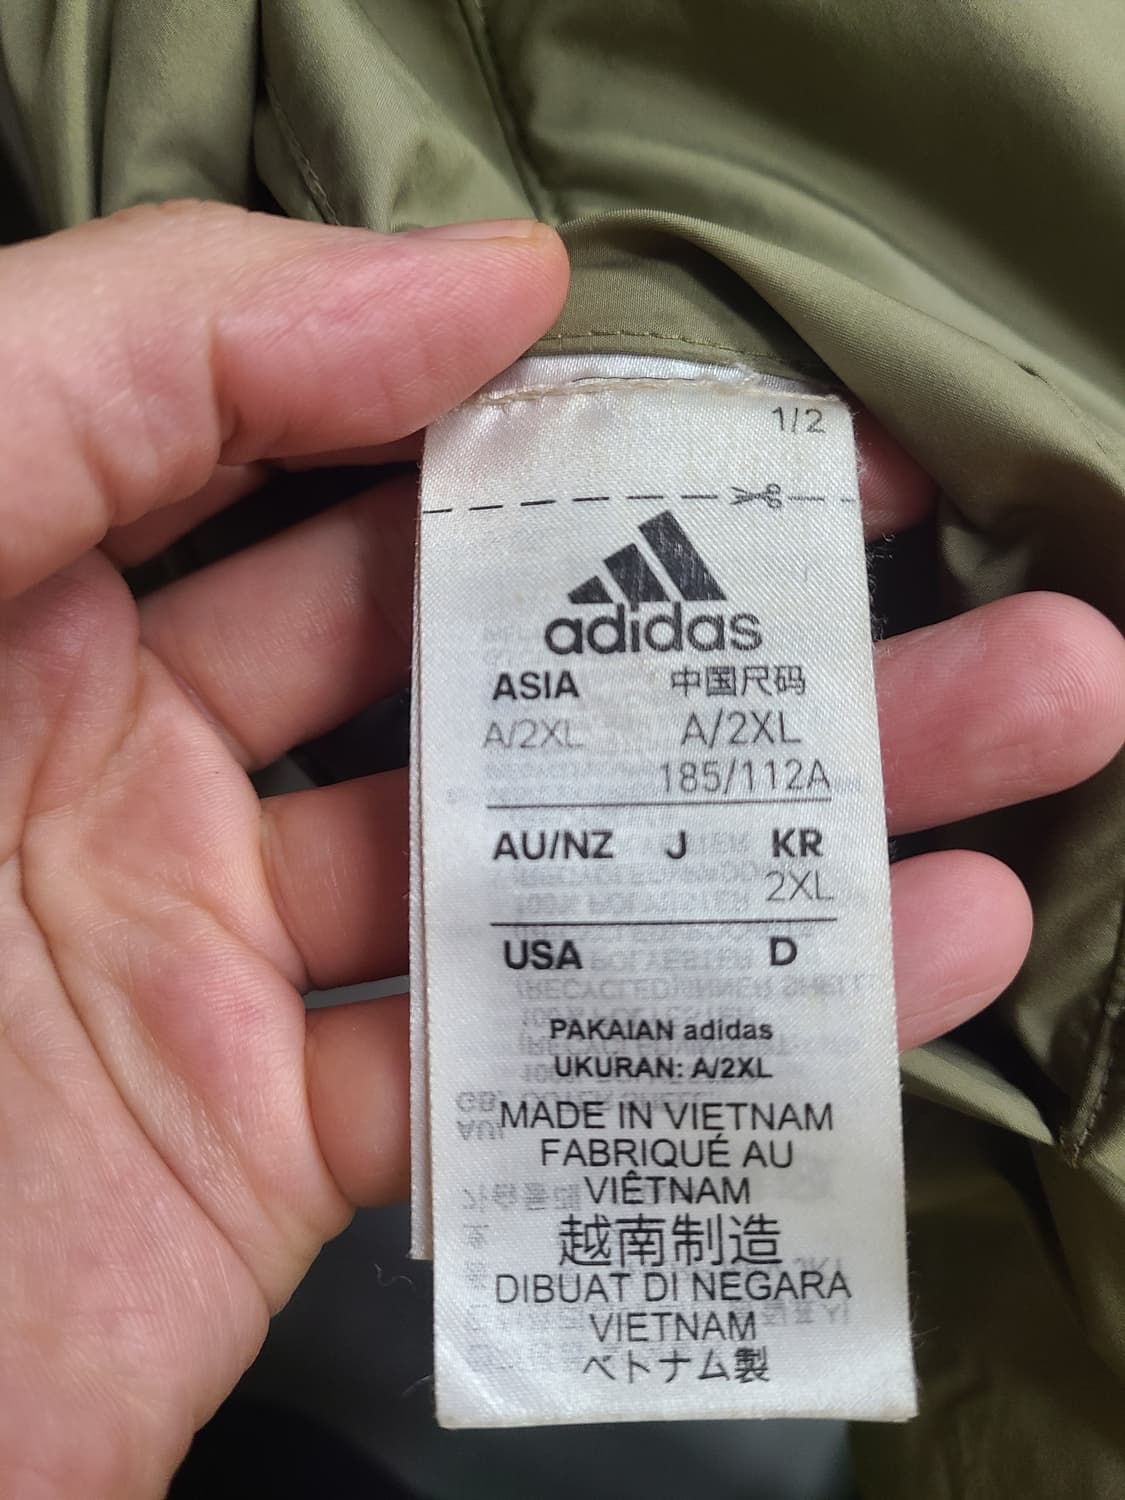 1/2
adidas
ASIA 中国尺码
A/2XL A/2XL
185/112A
AU/NZ J KR
2XL
USA D
PAKAIAN adidas
UKURAN: A/2XL
MADE IN VIETNAM
FABRIQUÉ AU
VIÊTNAM
越南制造
DIBUAT DI NEGARA
VIETNAM
ベトナム製